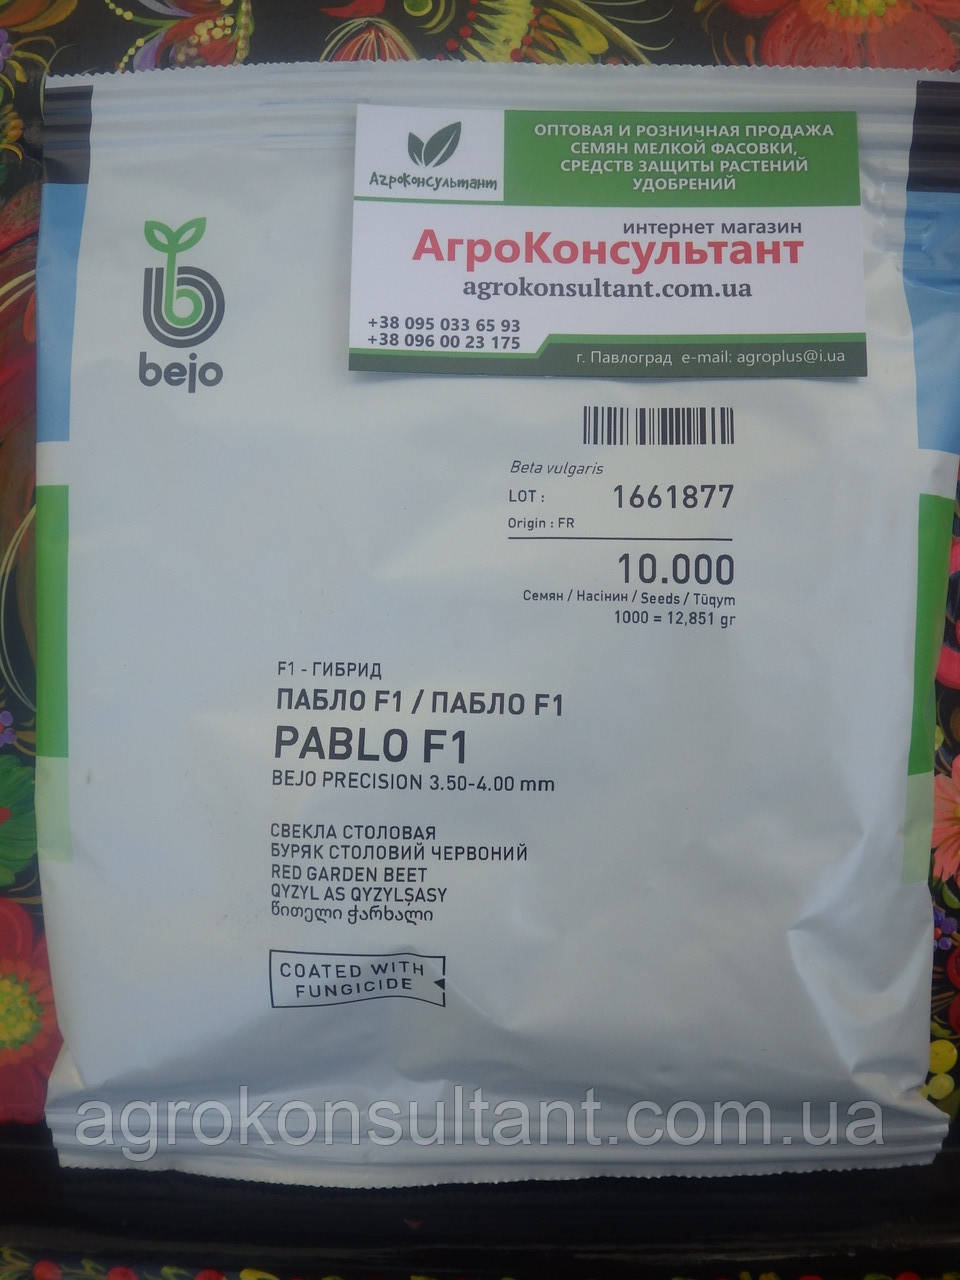 АгроКонсультант
ОПТОВАЯ И РОЗНИЧНАЯ ПРОДАЖА
СЕМЯН МЕЛКОЙ ФАСОВКИ,
СРЕДСТВ ЗАЩИТЫ РАСТЕНИЙ
УДОБРЕНИЙ
интернет магазин
АгроКонсультант
agrokonsultant.com.ua
+38 095 033 65 93
+38 096 00 23 175
г. Павлоград e-mail: agroplus@i.ua
bejo
Beta vulgaris
LOT : 1661877
Origin : FR
10.000
Семян / Насінин / Seeds / Tüqym
1000 = 12,851 gr
F1 - ГИБРИД
ПАБЛО F1 / ПАБЛО F1
PABLO F1
BEJO PRECISION 3.50-4.00 mm
СВЕКЛА СТОЛОВАЯ
БУРЯК СТОЛОВИЙ ЧЕРВОНИЙ
RED GARDEN BEET
QYZYL AS QYZYLŞASY
წითელი ჭარხალი
COATED WITH
FUNGICIDE
agrokonsultant.com.ua